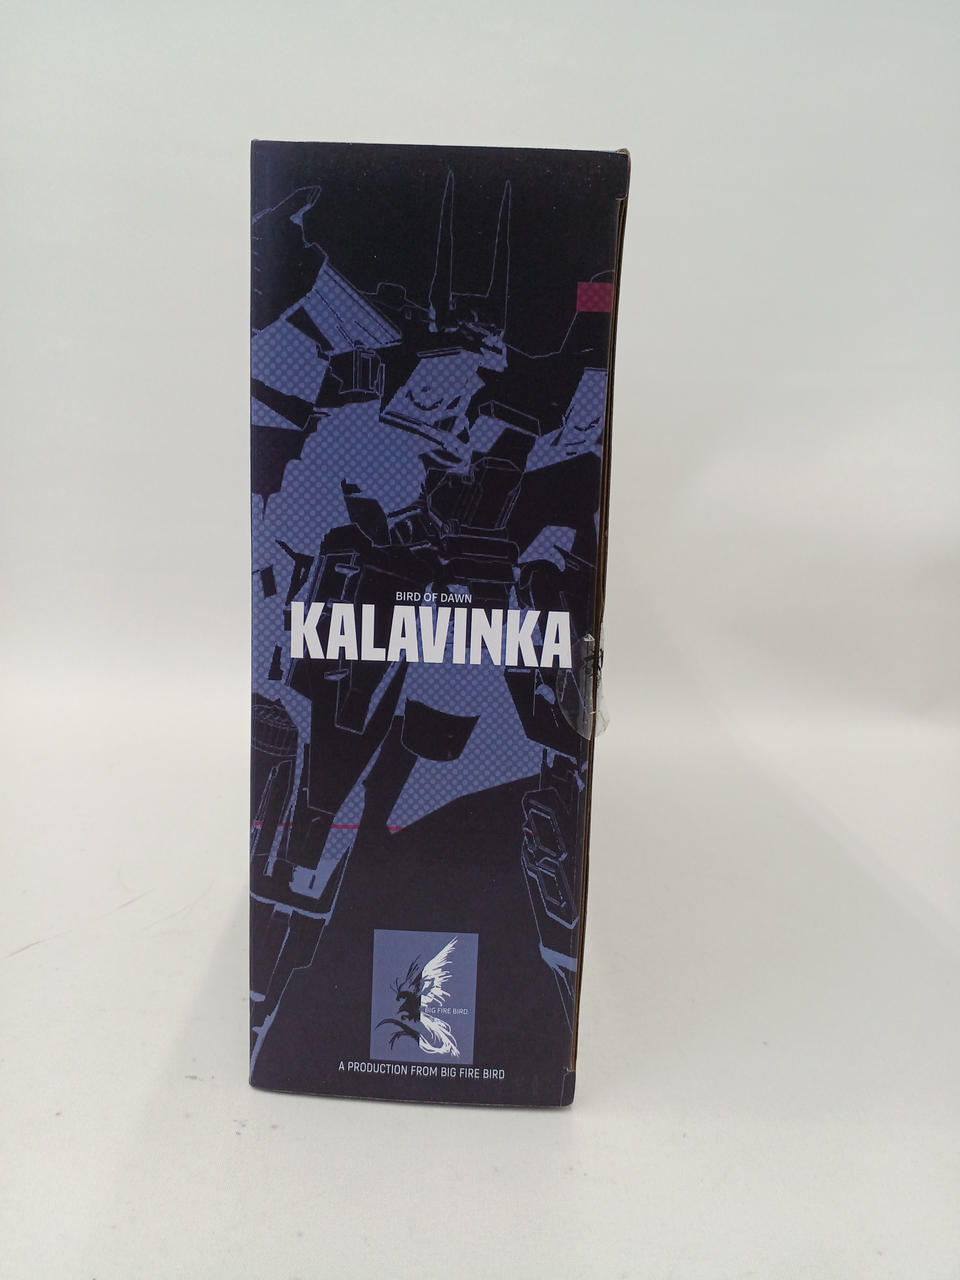 BIRD OF DAWN
KALAVINKA
BIG FIRE BIRD
A PRODUCTION FROM BIG FIRE BIRD